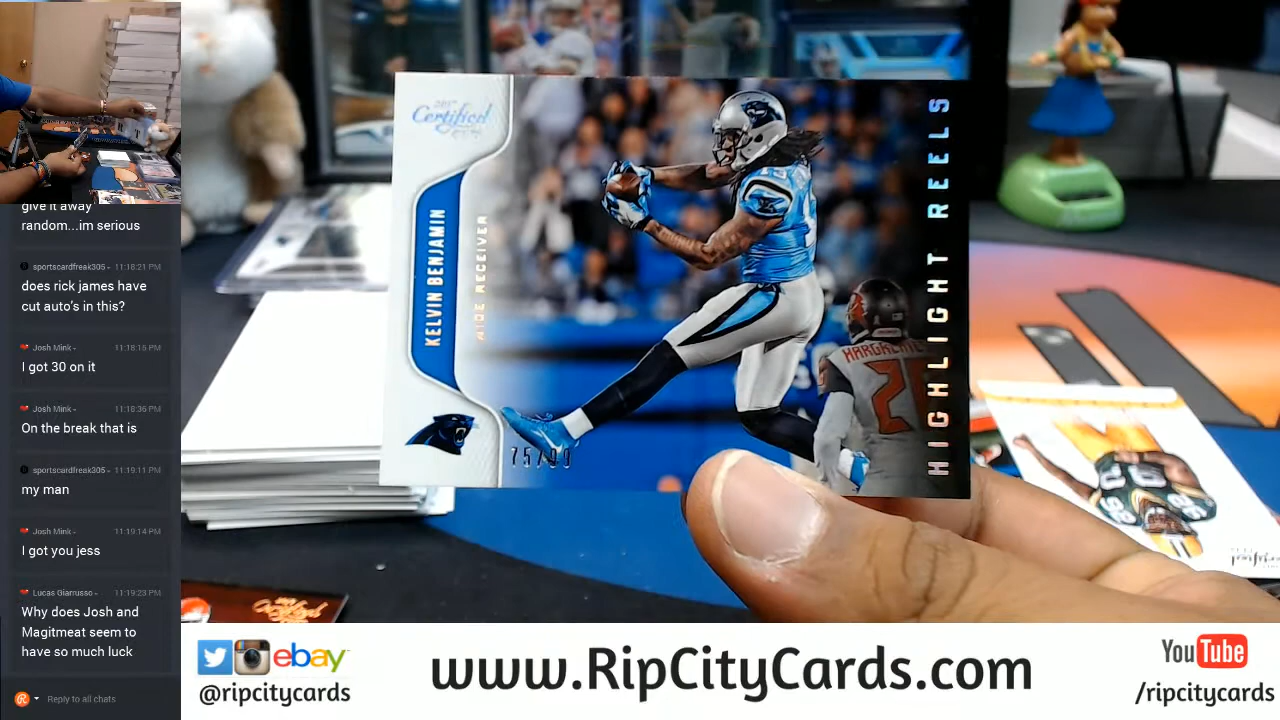 give it away
random...im serious
sportscardfreak305 - 11:18:21 PM
does rick james have
cut auto's in this?
Josh Mink - 11:18:15 PM
I got 30 on it
Josh Mink - 11:18:36 PM
On the break that is
sportscardfreak305 - 11:19:11 PM
my man
Josh Mink - 11:19:14 PM
I got you jess
Lucas Giarrusso - 11:19:23 PM
Why does Josh and
Magitmeat seem to
have so much luck
Reply to all chats
2017
Certified
CUTS
KELVIN BENJAMIN
WIDE RECEIVER
75/99
HIGHLIGHT REELS
ebay
@ripcitycards
www.RipCityCards.com
YouTube
/ripcitycards